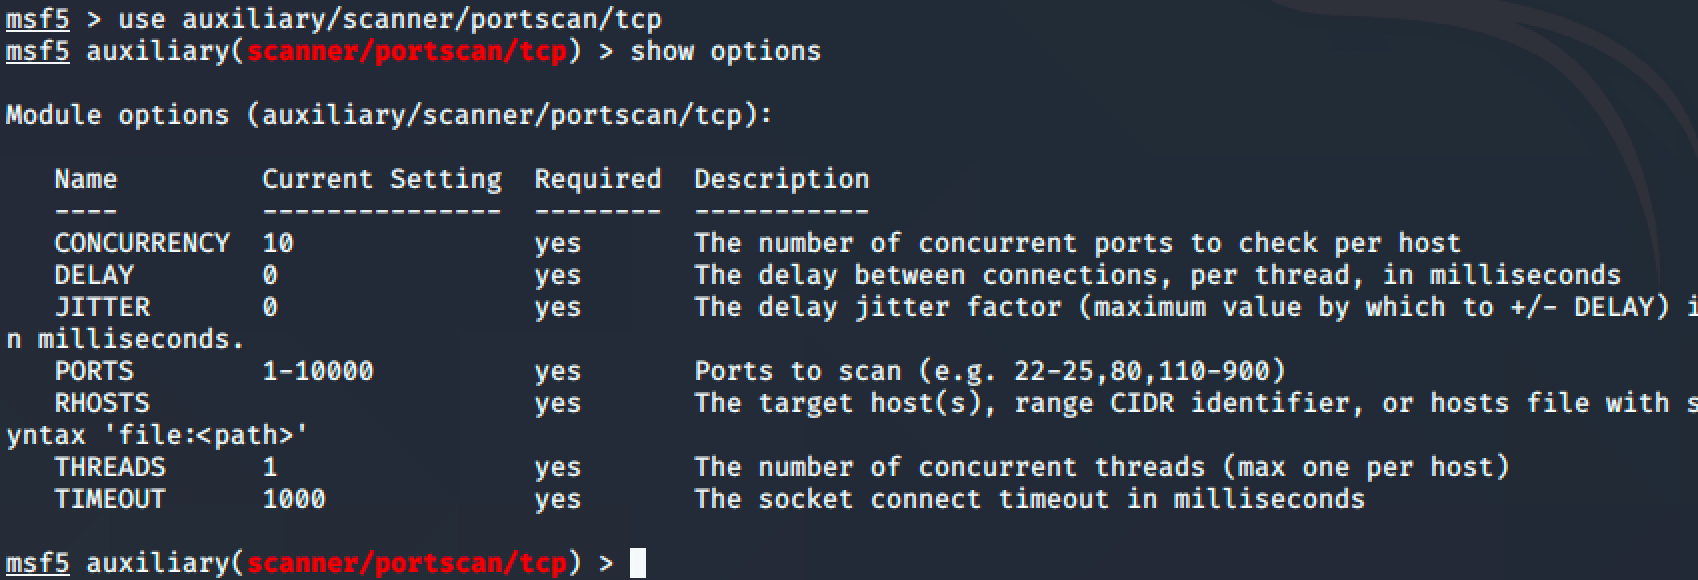 msf5 > use auxiliary/scanner/portscan/tcp
msf5 auxiliary(scanner/portscan/tcp) > show options
Module options (auxiliary/scanner/portscan/tcp):
Name Current Setting Required Description
---- --------------- -------- -----------
CONCURRENCY 10 yes The number of concurrent ports to check per host
DELAY 0 yes The delay between connections, per thread, in milliseconds
JITTER 0 yes The delay jitter factor (maximum value by which to +/- DELAY) i
n milliseconds.
PORTS 1-10000 yes Ports to scan (e.g. 22-25,80,110-900)
RHOSTS yes The target host(s), range CIDR identifier, or hosts file with s
yntax 'file:<path>'
THREADS 1 yes The number of concurrent threads (max one per host)
TIMEOUT 1000 yes The socket connect timeout in milliseconds
msf5 auxiliary(scanner/portscan/tcp) >